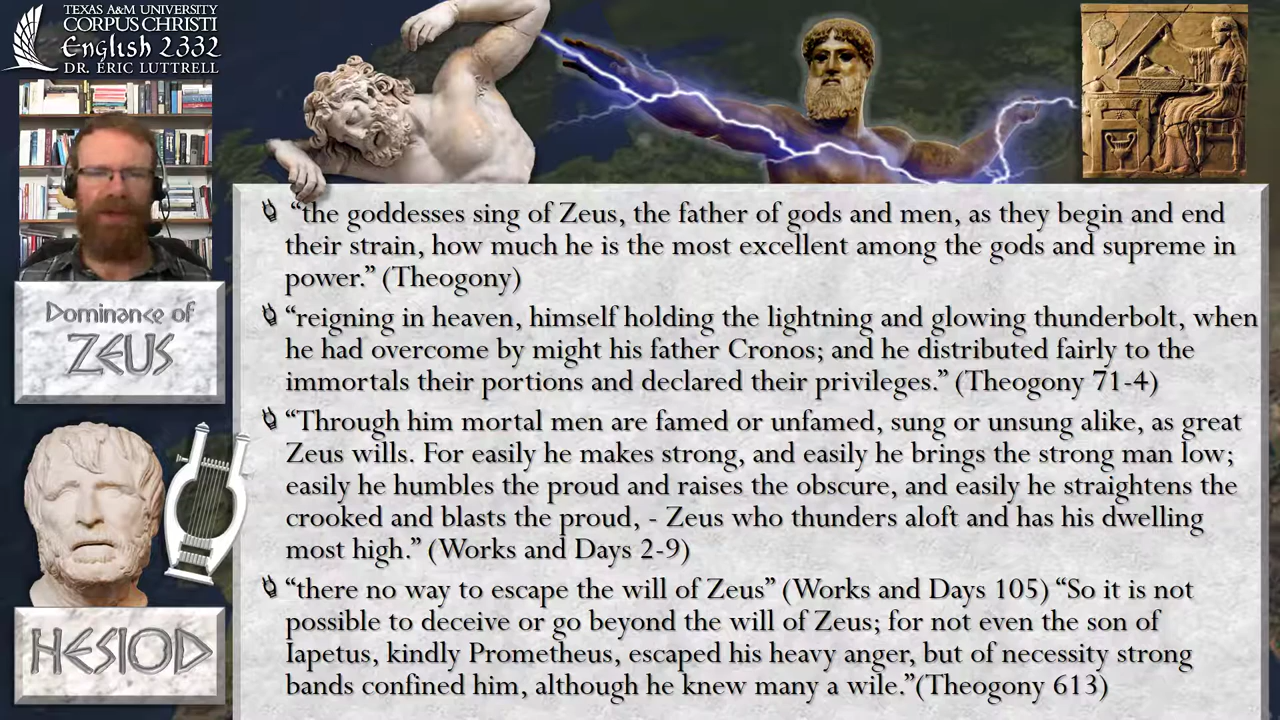 TEXAS A&M UNIVERSITY
CORPUS CHRISTI
English 2332
DR. ERIC LUTTRELL
Dominance of
ZEUS
HESIOD
“the goddesses sing of Zeus, the father of gods and men, as they begin and end
their strain, how much he is the most excellent among the gods and supreme in
power.” (Theogony)
“reigning in heaven, himself holding the lightning and glowing thunderbolt, when
he had overcome by might his father Cronos; and he distributed fairly to the
immortals their portions and declared their privileges.” (Theogony 71-4)
“Through him mortal men are famed or unfamed, sung or unsung alike, as great
Zeus wills. For easily he makes strong, and easily he brings the strong man low;
easily he humbles the proud and raises the obscure, and easily he straightens the
crooked and blasts the proud, - Zeus who thunders aloft and has his dwelling
most high.” (Works and Days 2-9)
“there no way to escape the will of Zeus” (Works and Days 105) “So it is not
possible to deceive or go beyond the will of Zeus; for not even the son of
Iapetus, kindly Prometheus, escaped his heavy anger, but of necessity strong
bands confined him, although he knew many a wile.”(Theogony 613)